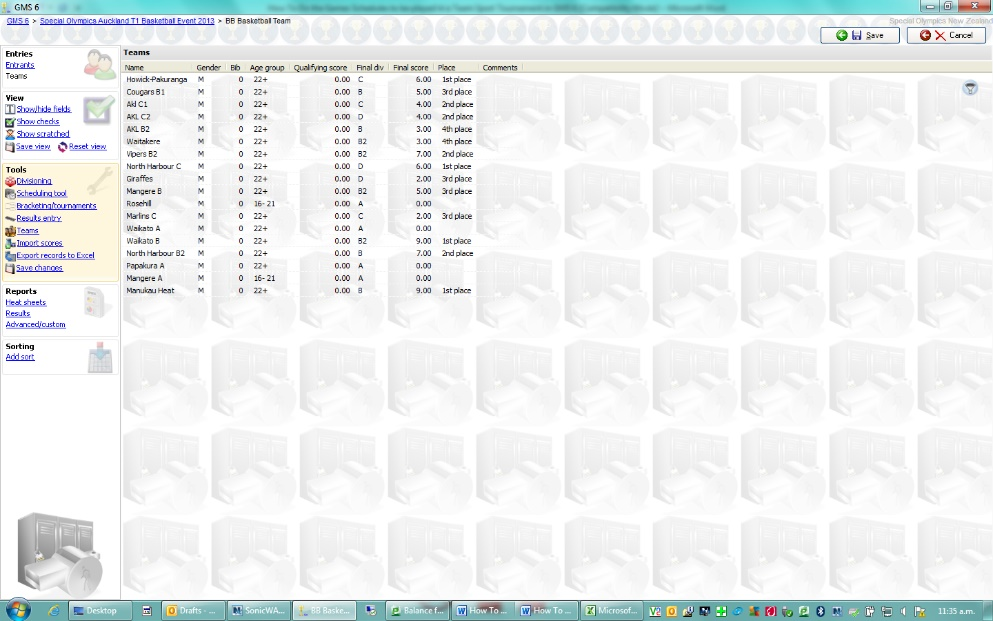 GMS 6
GMS 6 > Special Olympics Auckland T1 Basketball Event 2013 > BB Basketball Team
Special Olympics New Zealand
Save
Cancel
Entries
Entrants
Teams
View
Show/hide fields
Show checks
Show scratched
Save view Reset view
Tools
Divisioning
Scheduling tool
Bracketing/tournaments
Results entry
Teams
Import scores
Export records to Excel
Save changes
Reports
Heat sheets
Results
Advanced/custom
Sorting
Add sort
Teams
Name Gender Bib Age group Qualifying score Final div Final score Place Comments
Howick-Pakuranga M 0 22+ 0.00 C 6.00 1st place
Cougars B1 M 0 22+ 0.00 B 5.00 3rd place
Akl C1 M 0 22+ 0.00 C 4.00 2nd place
AKL C2 M 0 22+ 0.00 D 4.00 2nd place
AKL B2 M 0 22+ 0.00 B 3.00 4th place
Waitakere M 0 22+ 0.00 B2 3.00 4th place
Vipers B2 M 0 22+ 0.00 B2 7.00 2nd place
North Harbour C M 0 22+ 0.00 D 6.00 1st place
Giraffes M 0 22+ 0.00 D 2.00 3rd place
Mangere B M 0 22+ 0.00 B2 5.00 3rd place
Rosehill M 0 16-21 0.00 A 0.00
Marlins C M 0 22+ 0.00 C 2.00 3rd place
Waikato A M 0 22+ 0.00 A 0.00
Waikato B M 0 22+ 0.00 B2 9.00 1st place
North Harbour B2 M 0 22+ 0.00 B 7.00 2nd place
Papakura A M 0 22+ 0.00 A 0.00
Mangere A M 0 16-21 0.00 A 0.00
Manukau Heat M 0 22+ 0.00 B 9.00 1st place
Desktop
Drafts - ...
SonicWA...
BB Baske...
Balance f...
How To ...
How To ...
Microsof...
11:35 a.m.